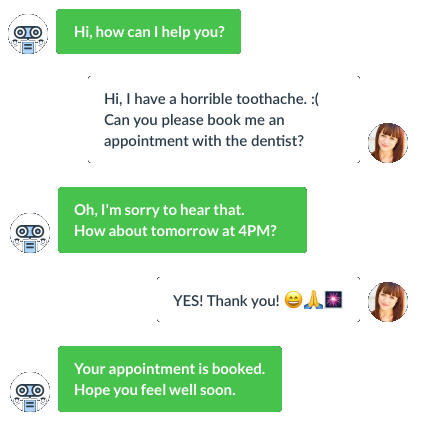 Hi, how can I help you?
Hi, I have a horrible toothache. :(
Can you please book me an
appointment with the dentist?
Oh, I'm sorry to hear that.
How about tomorrow at 4PM?
YES! Thank you! 😄🙏🎆
Your appointment is booked.
Hope you feel well soon.